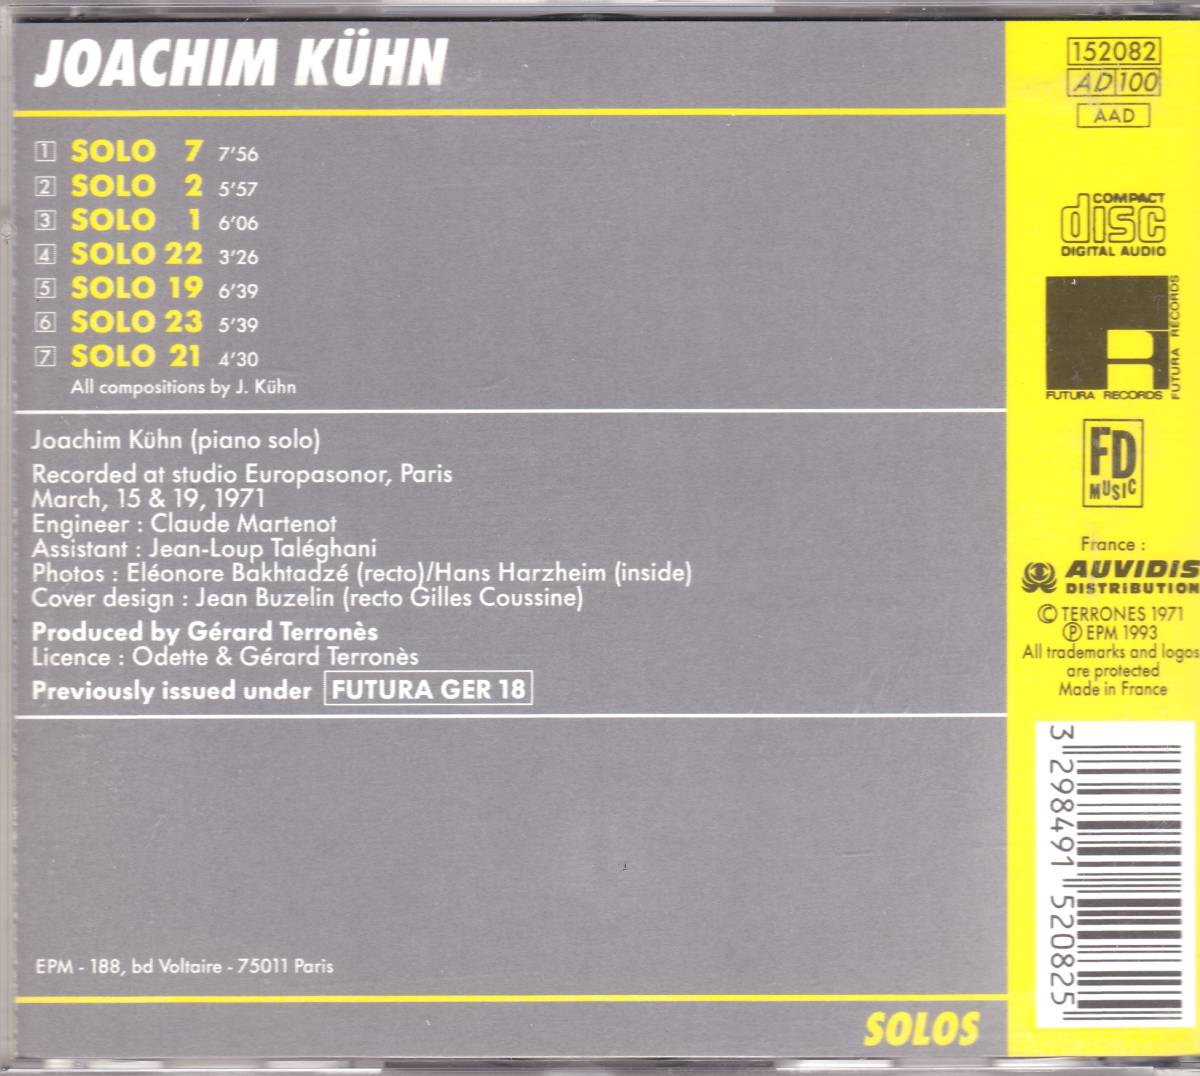 JOACHIM KÜHN
1 SOLO 7 7'56
2 SOLO 2 5'57
3 SOLO 1 6'06
4 SOLO 22 3'26
5 SOLO 19 6'39
6 SOLO 23 5'39
7 SOLO 21 4'30
All compositions by J. Kühn
Joachim Kühn (piano solo)
Recorded at studio Europasonor, Paris
March, 15 & 19, 1971
Engineer : Claude Martenot
Assistant : Jean-Loup Taléghani
Photos : Eléonore Bakhtadzé (recto)/Hans Harzheim (inside)
Cover design : Jean Buzelin (recto Gilles Coussine)
Produced by Gérard Terronès
Licence : Odette & Gérard Terronès
Previously issued under FUTURA GER 18
EPM - 188, bd Voltaire - 75011 Paris
SOLOS
152082
AD 100
AAD
COMPACT
disc
DIGITAL AUDIO
FUTURA RECORDS
FUTURA RECORDS
FD
MUSIC
France :
AUVIDIS
DISTRIBUTION
© TERRONES 1971
℗ EPM 1993
All trademarks and logos
are protected
Made in France
3 298491 520825